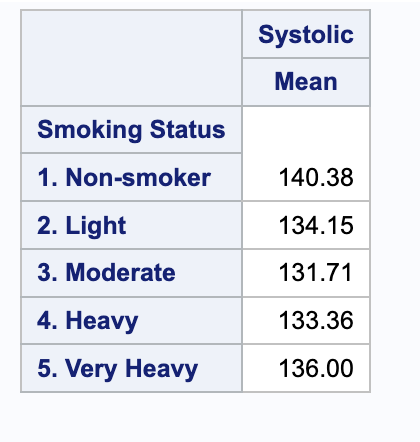 Systolic
Mean
Smoking Status
1. Non-smoker 140.38
2. Light 134.15
3. Moderate 131.71
4. Heavy 133.36
5. Very Heavy 136.00